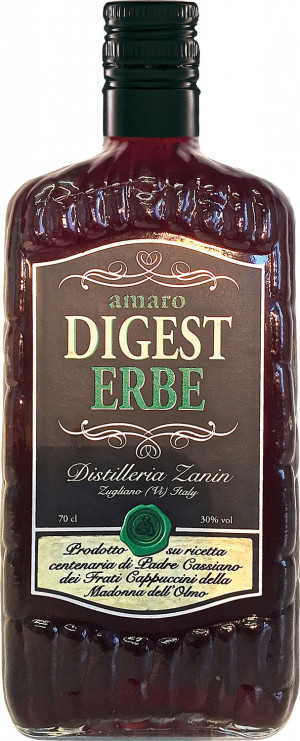 amaro
DIGEST
ERBE
Distilleria Zanin
Zugliano (Vi) Italy
70 cl 30% vol
Prodotto su ricetta
centenaria di Padre Cassiano
dei Frati Cappuccini della
Madonna dell'Olmo